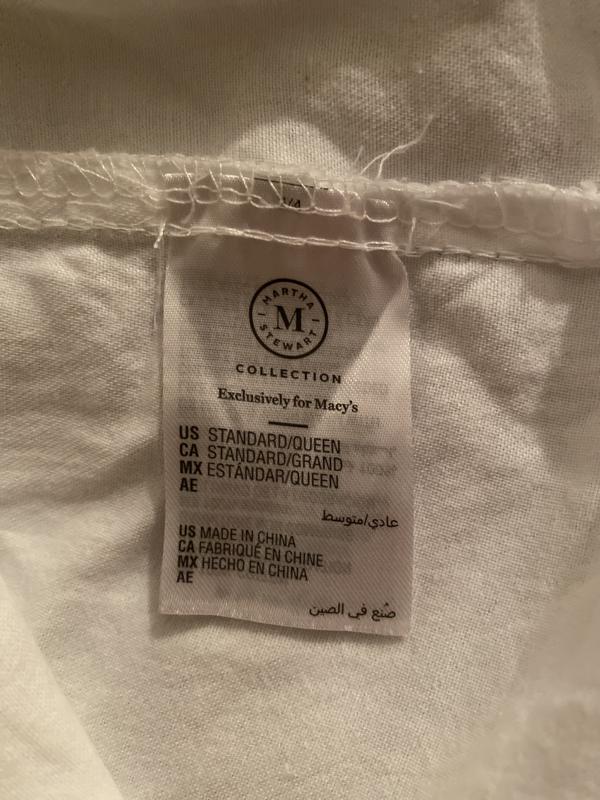 MARTHA
M
STEWART
COLLECTION
Exclusively for Macy's
US STANDARD/QUEEN
CA STANDARD/GRAND
MX ESTÁNDAR/QUEEN
AE
عادي/متوسط
US MADE IN CHINA
CA FABRIQUÉ EN CHINE
MX HECHO EN CHINA
AE
صُنع في الصين